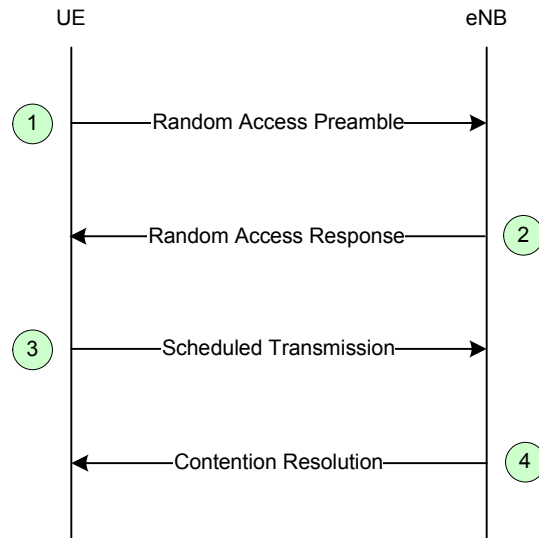 UE
eNB
1
Random Access Preamble
Random Access Response
2
3
Scheduled Transmission
Contention Resolution
4